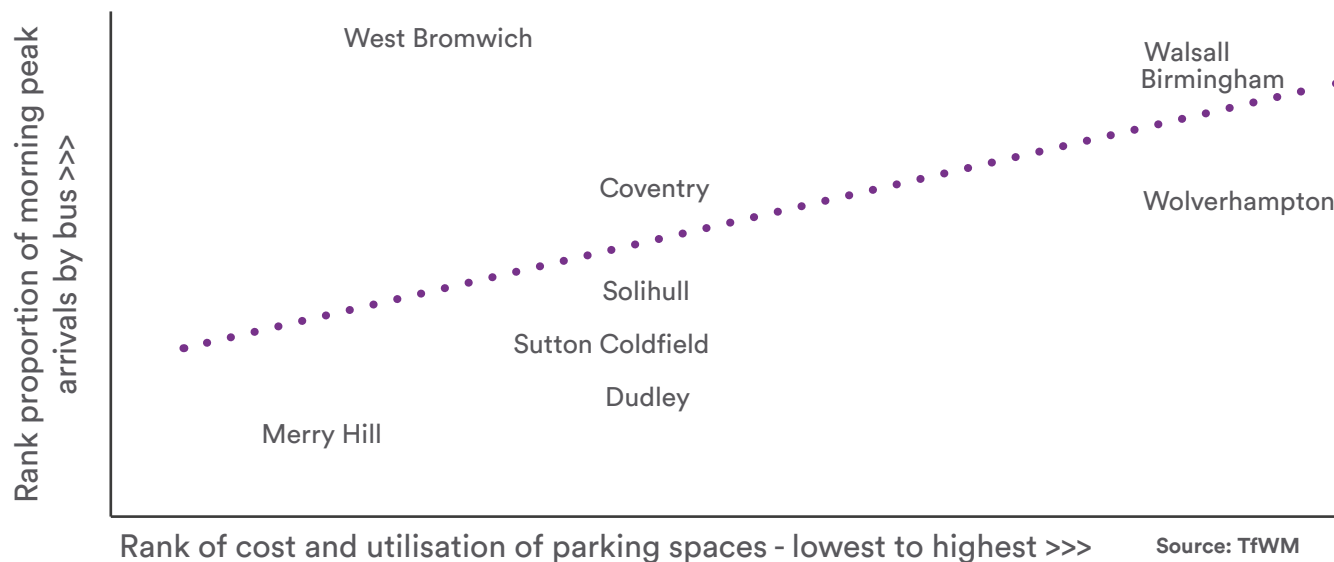 Rank proportion of morning peak
arrivals by bus >>>
West Bromwich
Walsall
Birmingham
Coventry
Wolverhampton
Solihull
Sutton Coldfield
Dudley
Merry Hill
Rank of cost and utilisation of parking spaces - lowest to highest >>>
Source: TfWM